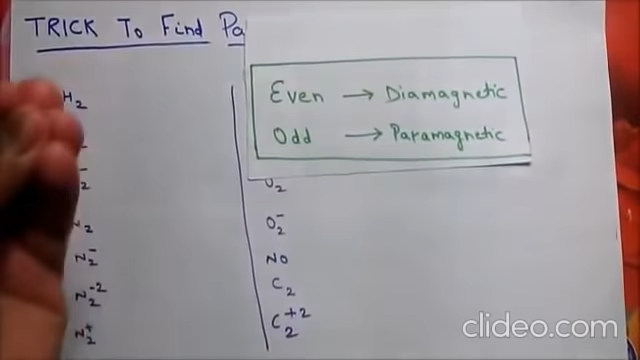 TRICK To Find Pa
Even → Diamagnetic
Odd → Paramagnetic
H₂
N₂⁻
N₂⁻²
N₂⁺
O₂⁻
NO
C₂
C₂⁺²
clideo.com